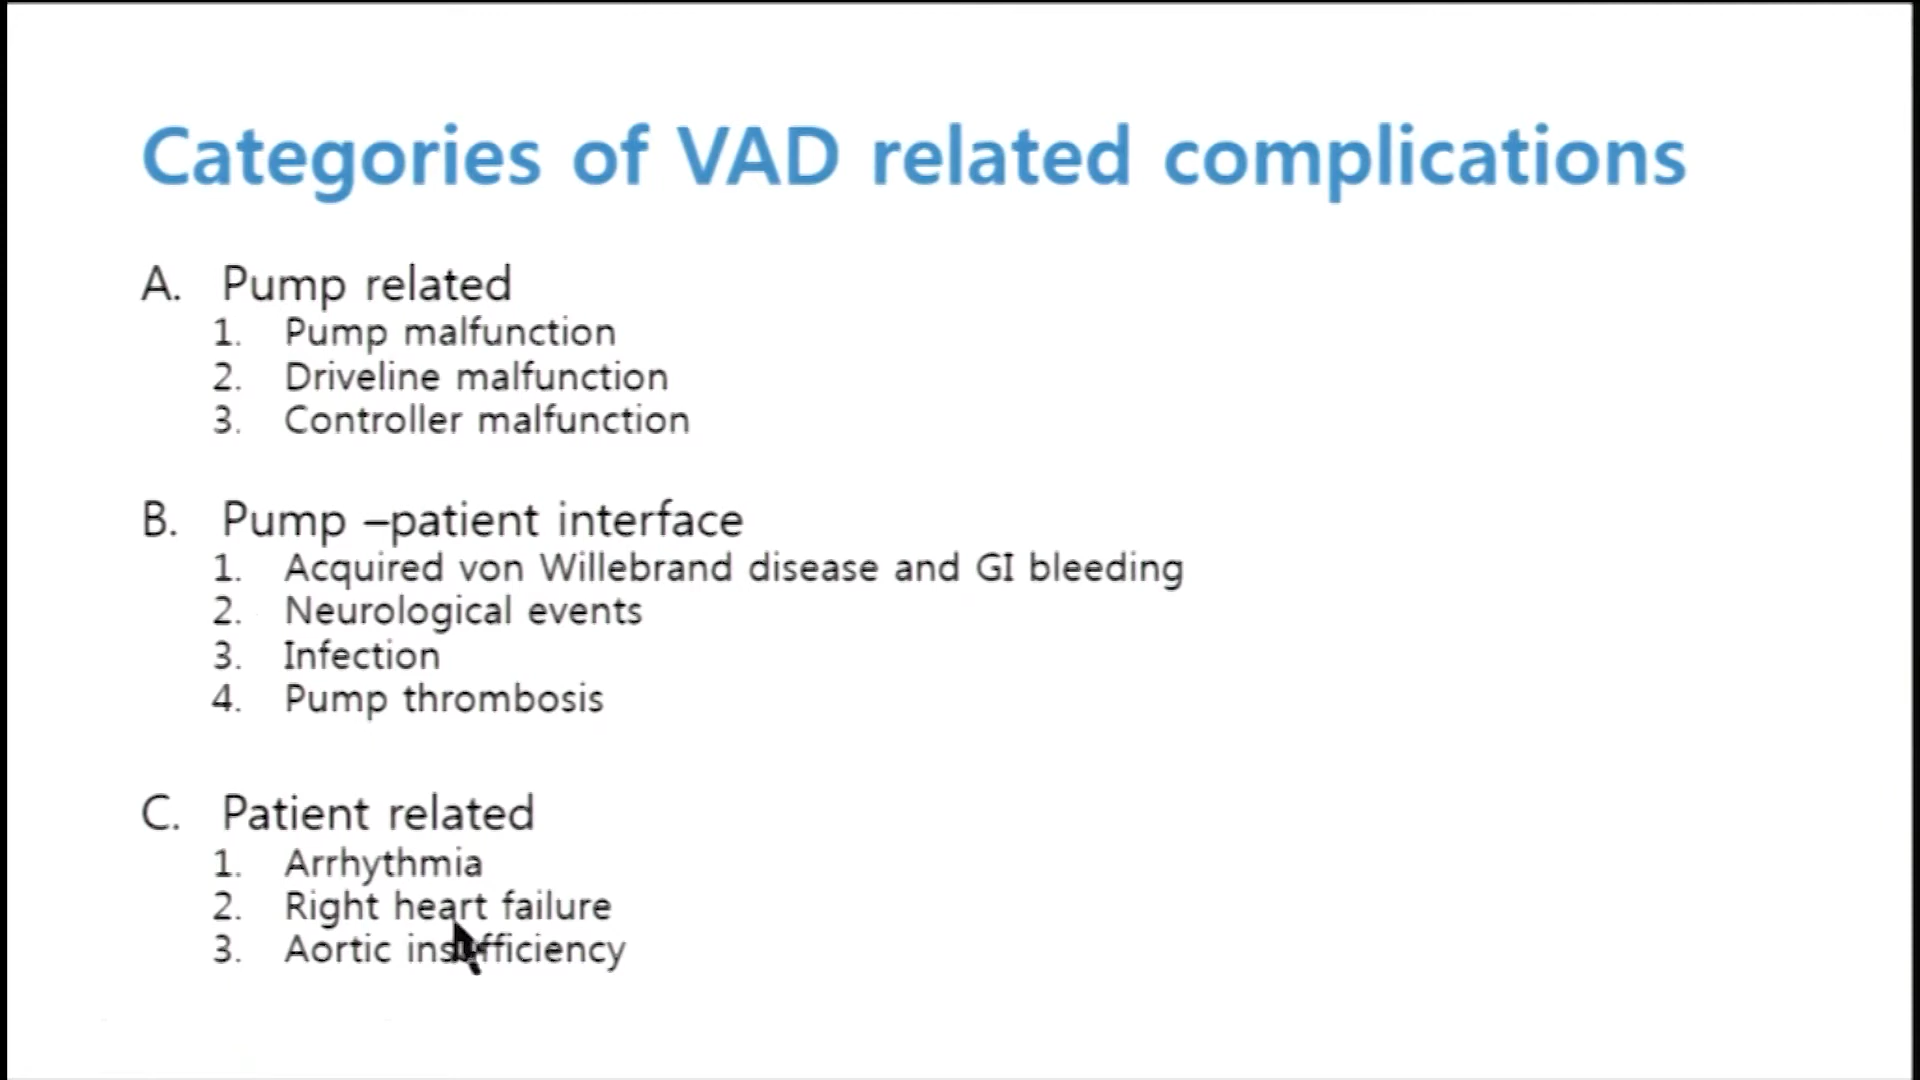 Categories of VAD related complications
A. Pump related
1. Pump malfunction
2. Driveline malfunction
3. Controller malfunction
B. Pump –patient interface
1. Acquired von Willebrand disease and GI bleeding
2. Neurological events
3. Infection
4. Pump thrombosis
C. Patient related
1. Arrhythmia
2. Right heart failure
3. Aortic insufficiency